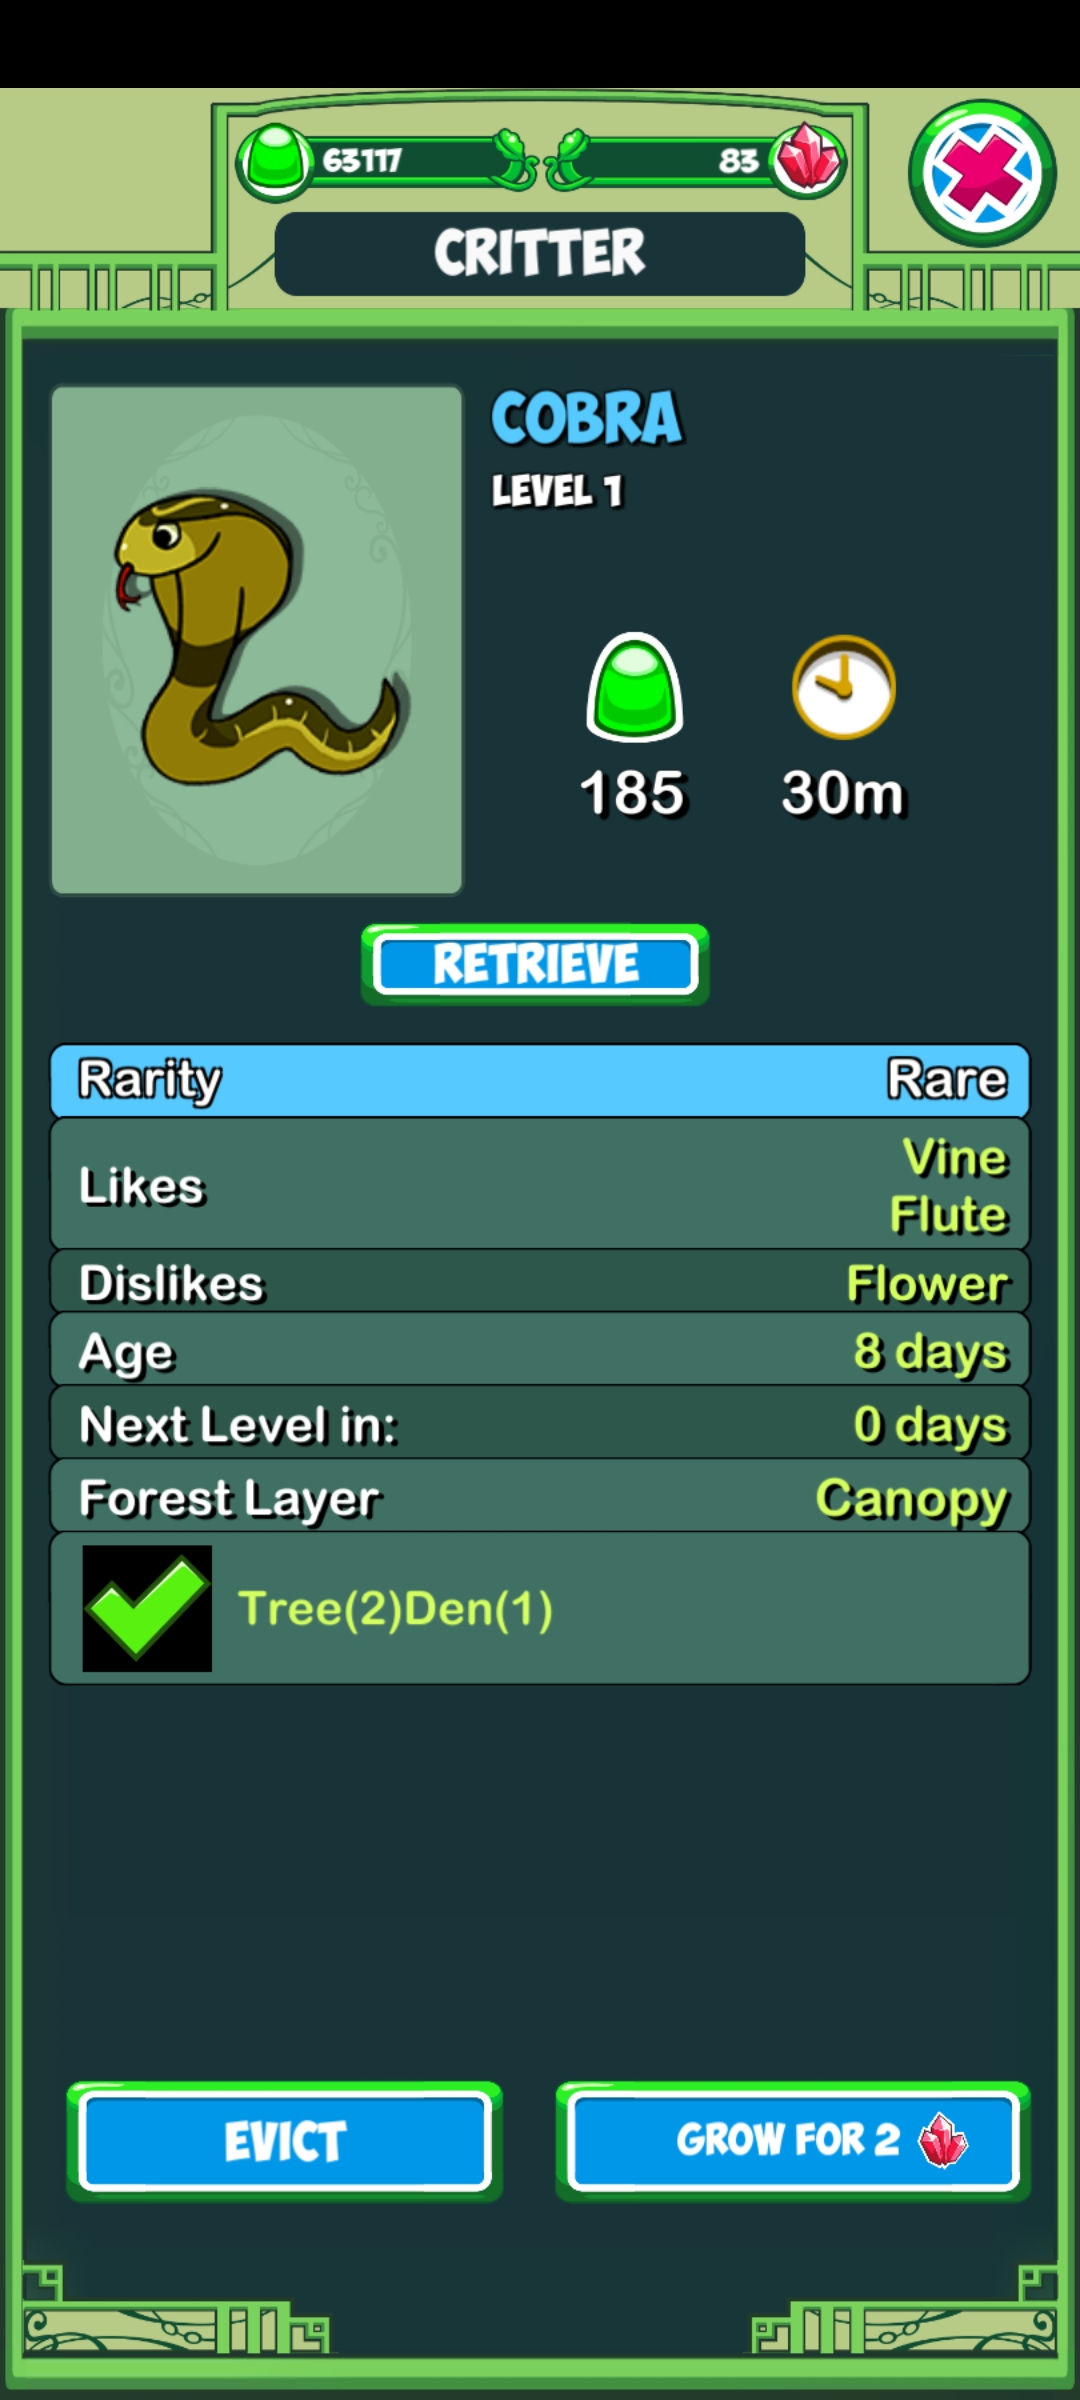 63117 83
CRITTER
COBRA
LEVEL 1
185 30m
RETRIEVE
Rarity Rare
Likes Vine
Flute
Dislikes Flower
Age 8 days
Next Level in: 0 days
Forest Layer Canopy
Tree(2)Den(1)
EVICT GROW FOR 2